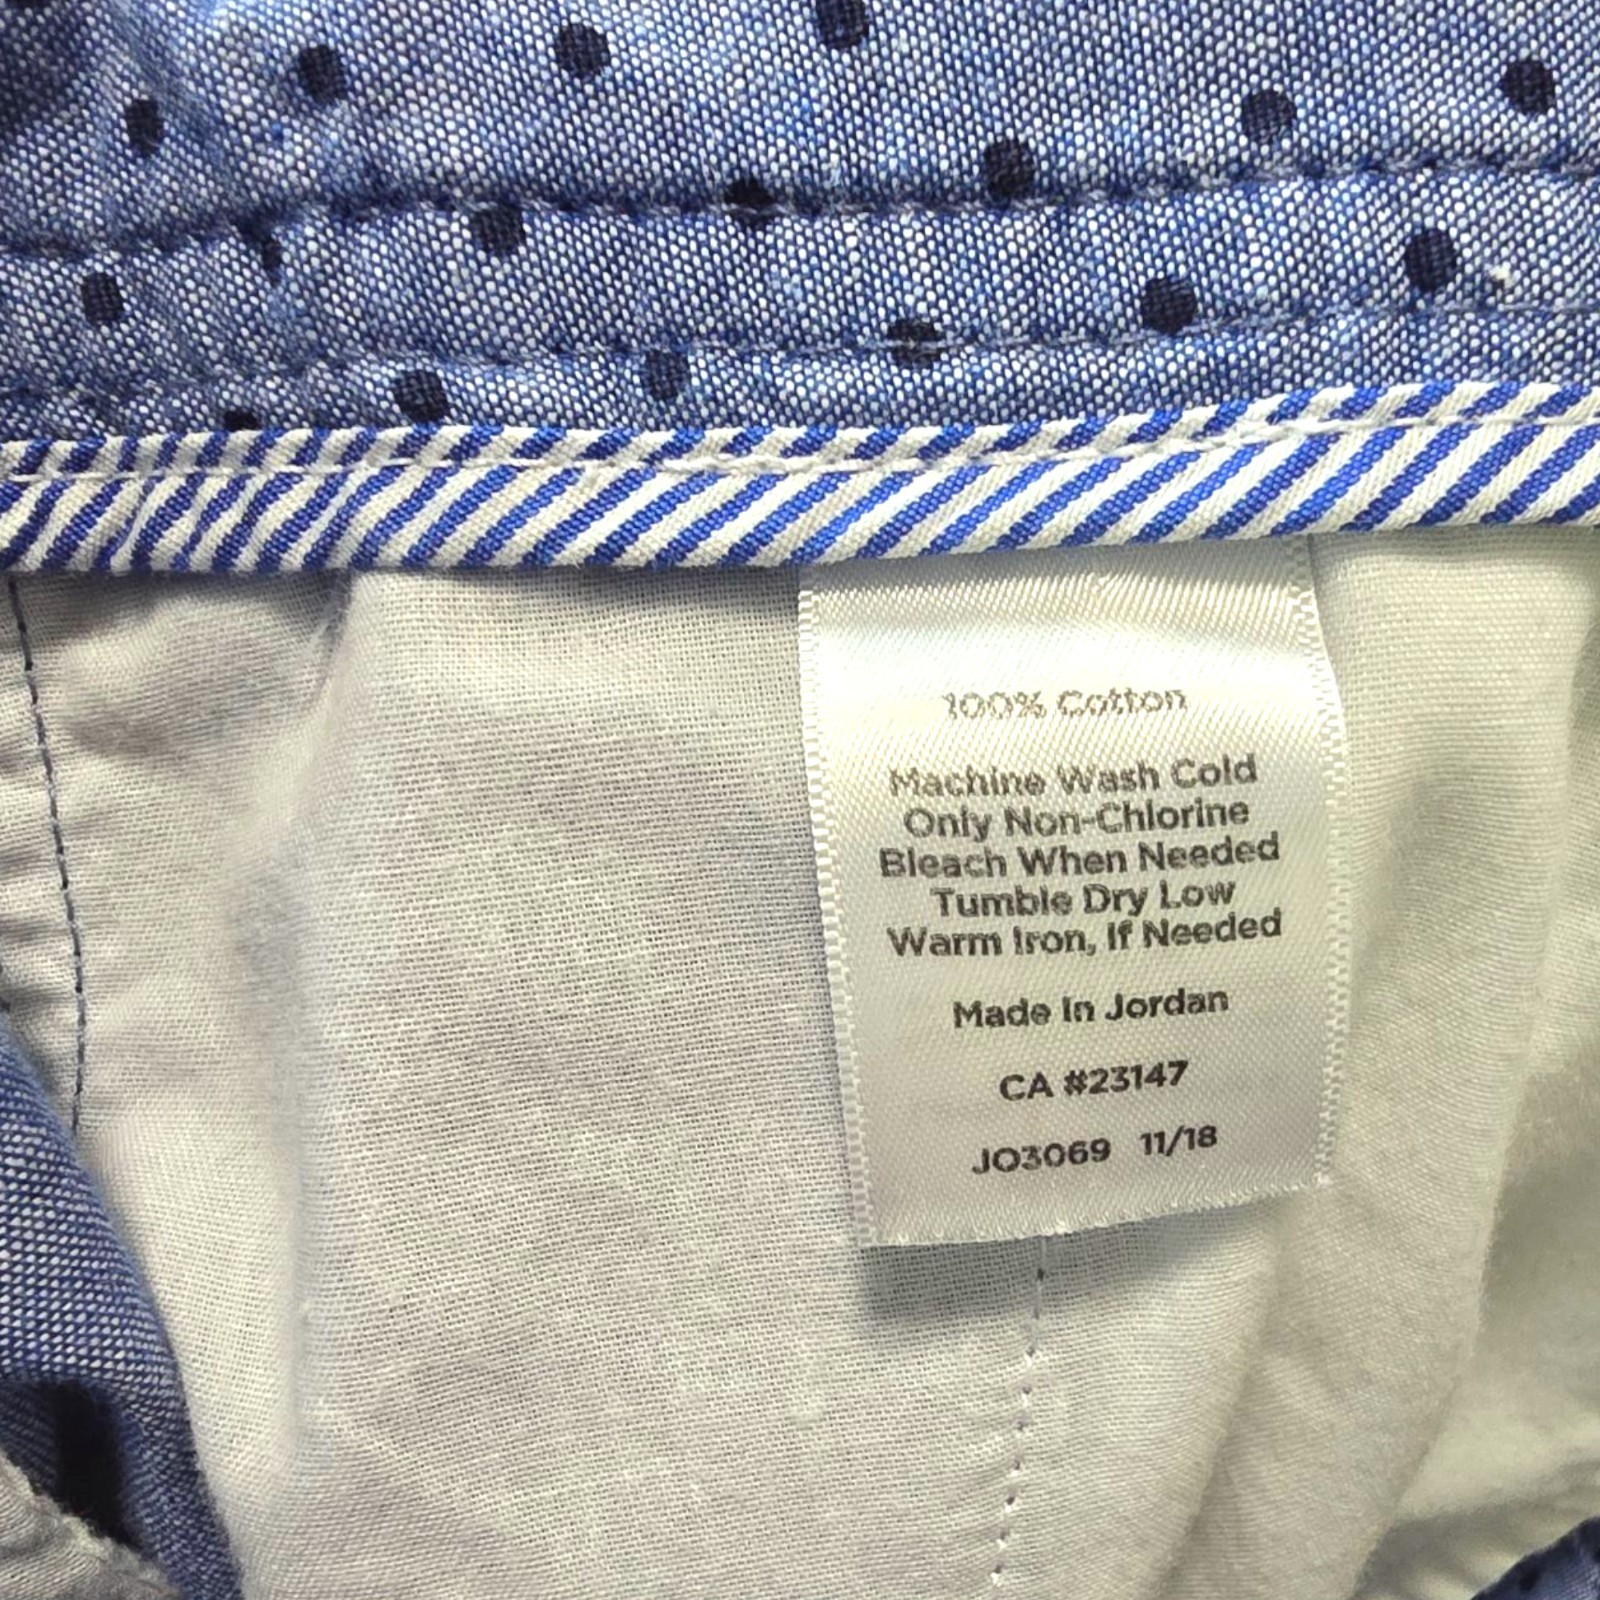 100% Cotton
Machine Wash Cold
Only Non-Chlorine
Bleach When Needed
Tumble Dry Low
Warm Iron, If Needed
Made In Jordan
CA #23147
JO3069 11/18